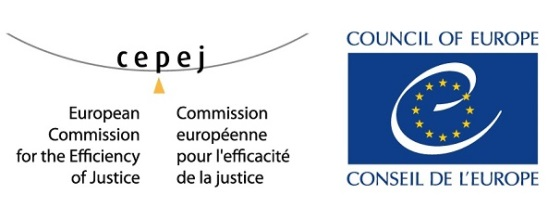 cepej
European
Commission
for the Efficiency
of Justice
Commission
européenne
pour l'efficacité
de la justice
COUNCIL OF EUROPE
CONSEIL DE L'EUROPE